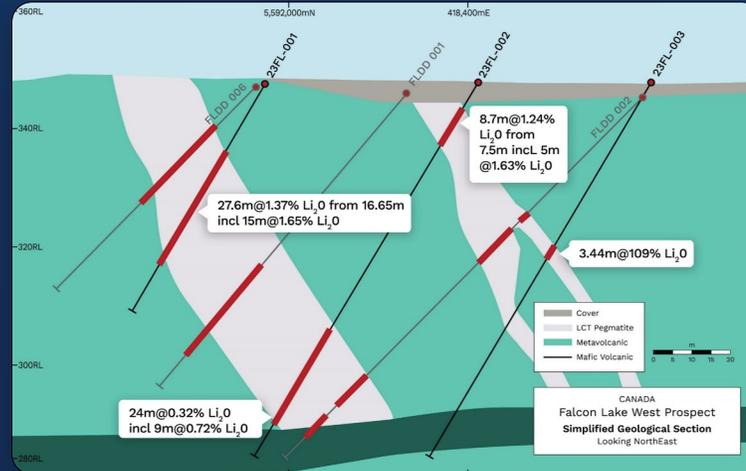 360RL
5,592,000mN
418,400mE
FLDD 006
23FL-001
FLDD 001
23FL-002
23FL-003
FLDD 002
340RL
8.7m@1.24%
Li2O from
7.5m incL 5m
@1.63% Li2O
27.6m@1.37% Li2O from 16.65m
incl 15m@1.65% Li2O
320RL
3.44m@109% Li2O
Cover
LCT Pegmatite
Metavolcanic
Mafic Volcanic
m
0 5 10 15 20 30
300RL
24m@0.32% Li2O
incl 9m@0.72% Li2O
CANADA
Falcon Lake West Prospect
Simplified Geological Section
Looking NorthEast
280RL